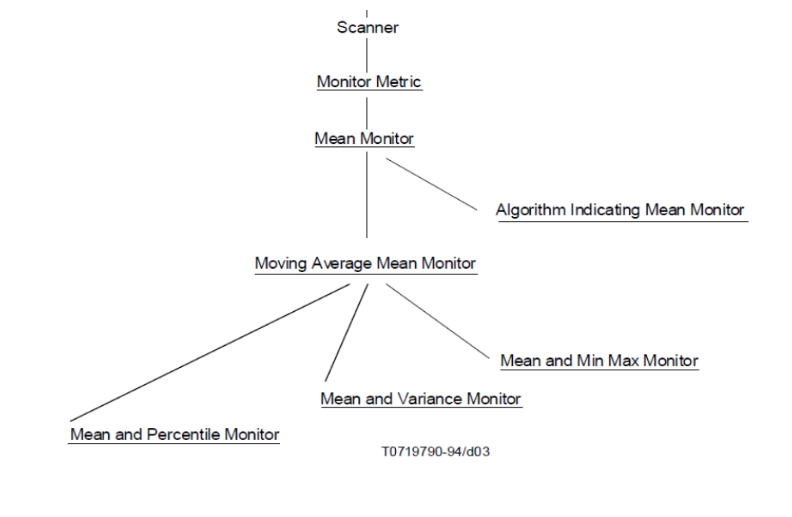 Scanner
Monitor Metric
Mean Monitor
Algorithm Indicating Mean Monitor
Moving Average Mean Monitor
Mean and Min Max Monitor
Mean and Variance Monitor
Mean and Percentile Monitor
T0719790-94/d03